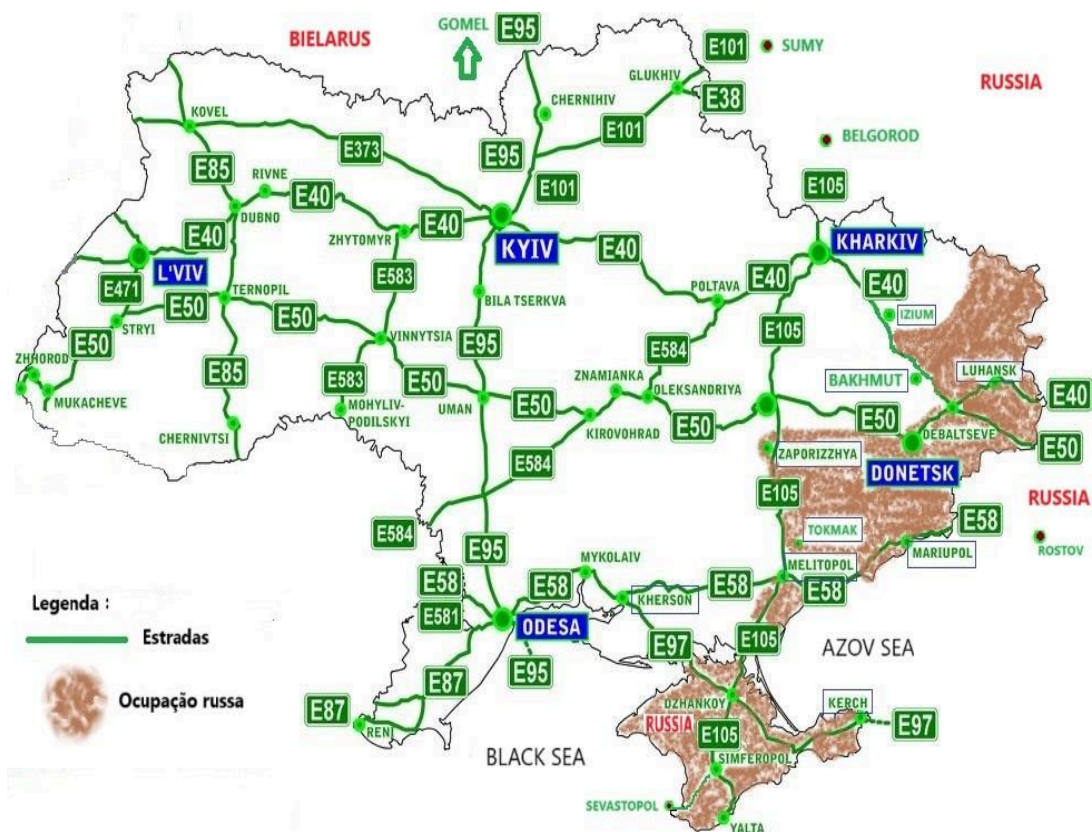 GOMEL
E95
BIELARUS
E101
SUMY
RUSSIA
GLUKHIV
E38
CHERNIHIV
KOVEL
E101
BELGOROD
E373
E95
E85
RIVNE
E101
E105
E40
DUBNO
E40
ZHYTOMYR
E40
KYIV
E40
KHARKIV
L'VIV
E40
E40
E471
E583
TERNOPIL
BILA TSERKVA
POLTAVA
E50
E50
IZIUM
STRYI
E105
VINNYTSIA
E95
E50
E584
ZHHOROD
ZNAMIANKA
BAKHMUT
LUHANSK
E85
E583
E50
OLEKSANDRIYA
E40
MUKACHEVE
UMAN
E50
MOHYLIV-
PODILSKYI
KIROVOHRAD
E50
E50
DEBALTSEVE
CHERNIVTSI
E50
ZAPORIZZHYA
E584
DONETSK
E105
RUSSIA
E584
TOKMAK
E58
ROSTOV
E95
MARIUPOL
MYKOLAIV
MELITOPOL
E58
E58
E58
E58
Legenda :
KHERSON
E581
ODESA
Estradas
E105
E97
AZOV SEA
E95
E87
Ocupação russa
DZHANKOY
KERCH
E87
RUSSIA
E97
REN
E105
BLACK SEA
SIMFEROPOL
SEVASTOPOL
YALTA